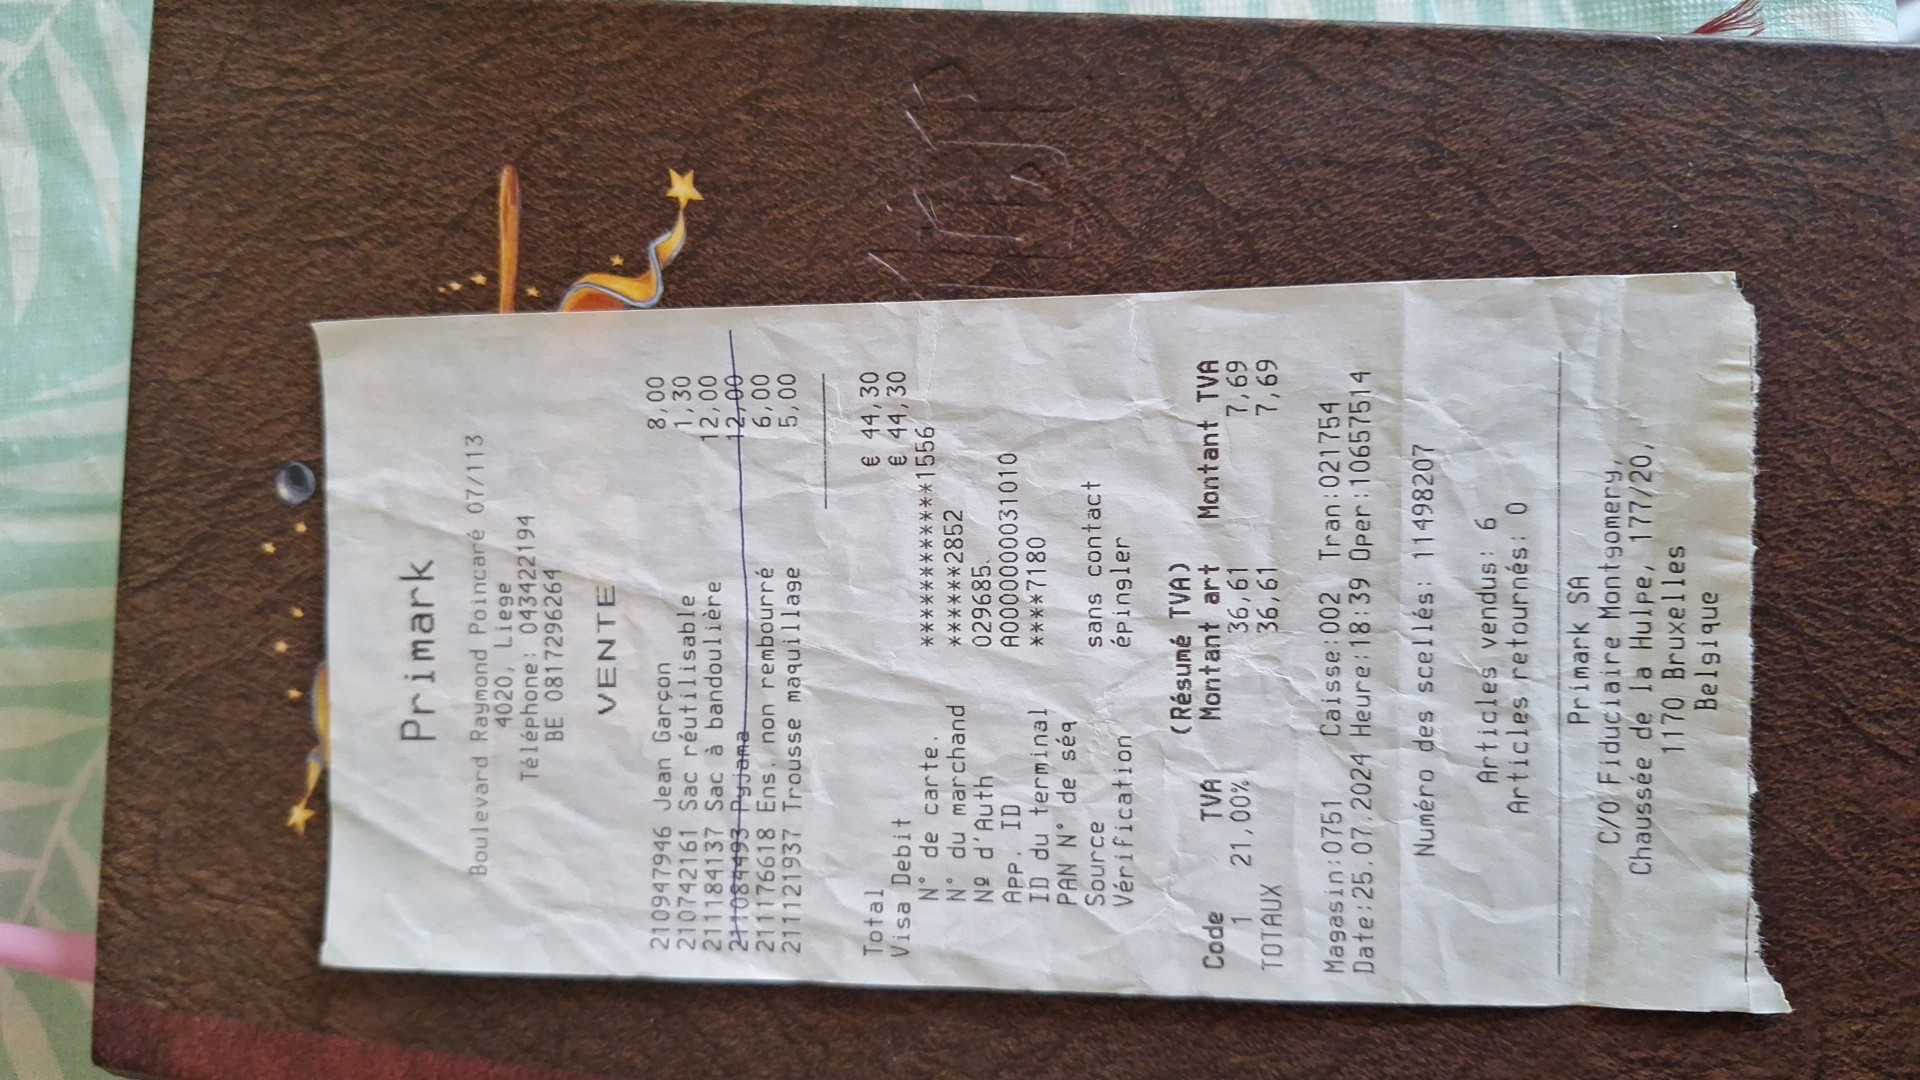 Primark
Boulevard Raymond Poincaré 07/113
4020, Liege
Téléphone: 043422194
BE 0817296264
VENTE
210947946 Jean Garçon 8,00
210742161 Sac réutilisable 1,30
211184137 Sac à bandoulière 12,00
211084493 Pyjama 12,00
211176618 Ens. non rembourré 6,00
211121937 Trousse maquillage 5,00
Total € 44,30
Visa Debit € 44,30
N° de carte. ************1556
N° du marchand ******2852
Nº d'Auth 029685.
App. ID A0000000031010
ID du terminal ****7180
PAN N° de séq
Source sans contact
Vérification épingler
(Résumé TVA)
Code TVA Montant art Montant TVA
1 21,00% 36,61 7,69
TOTAUX 36,61 7,69
Magasin:0751 Caisse:002 Tran:021754
Date:25.07.2024 Heure:18:39 Oper:10657514
Numéro des scellés: 11498207
Articles vendus: 6
Articles retournés: 0
Primark SA
C/O Fiduciaire Montgomery,
Chaussée de la Hulpe, 177/20,
1170 Bruxelles
Belgique